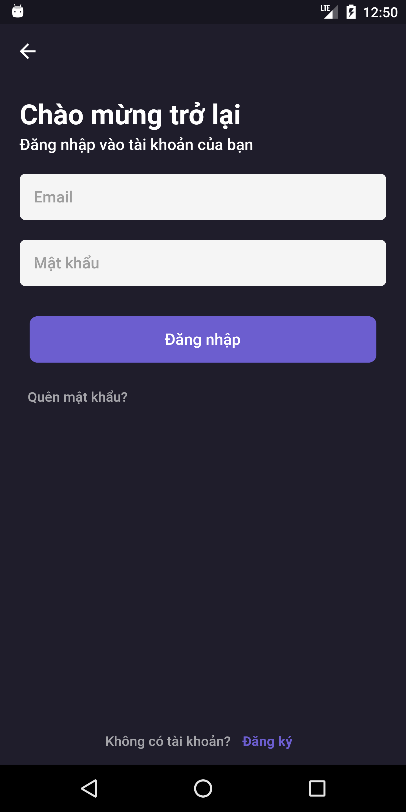 LTE 12:50
Chào mừng trở lại
Đăng nhập vào tài khoản của bạn
Email
Mật khẩu
Đăng nhập
Quên mật khẩu?
Không có tài khoản? Đăng ký